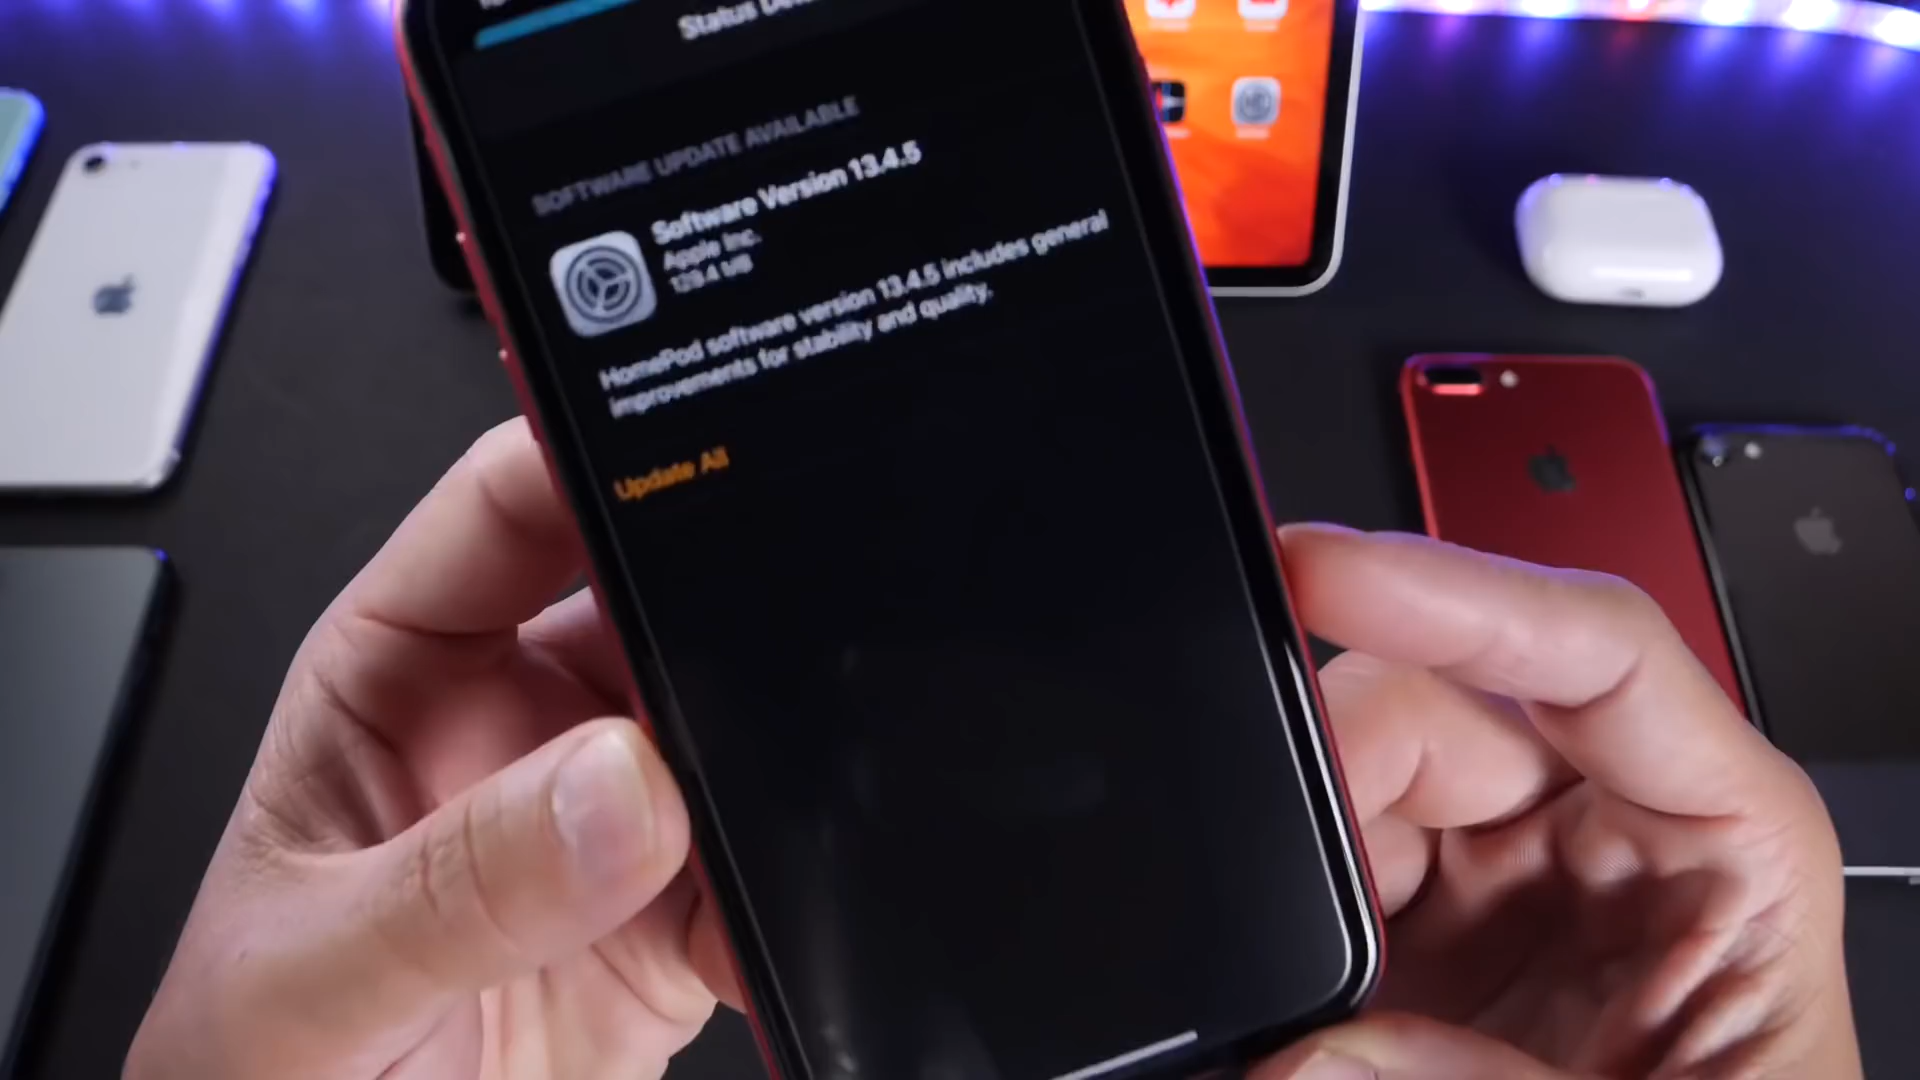 Status
SOFTWARE UPDATE AVAILABLE
Software Version 13.4.5
Apple Inc.
129.4 MB
HomePod software version 13.4.5 includes general
improvements for stability and quality.
Update All